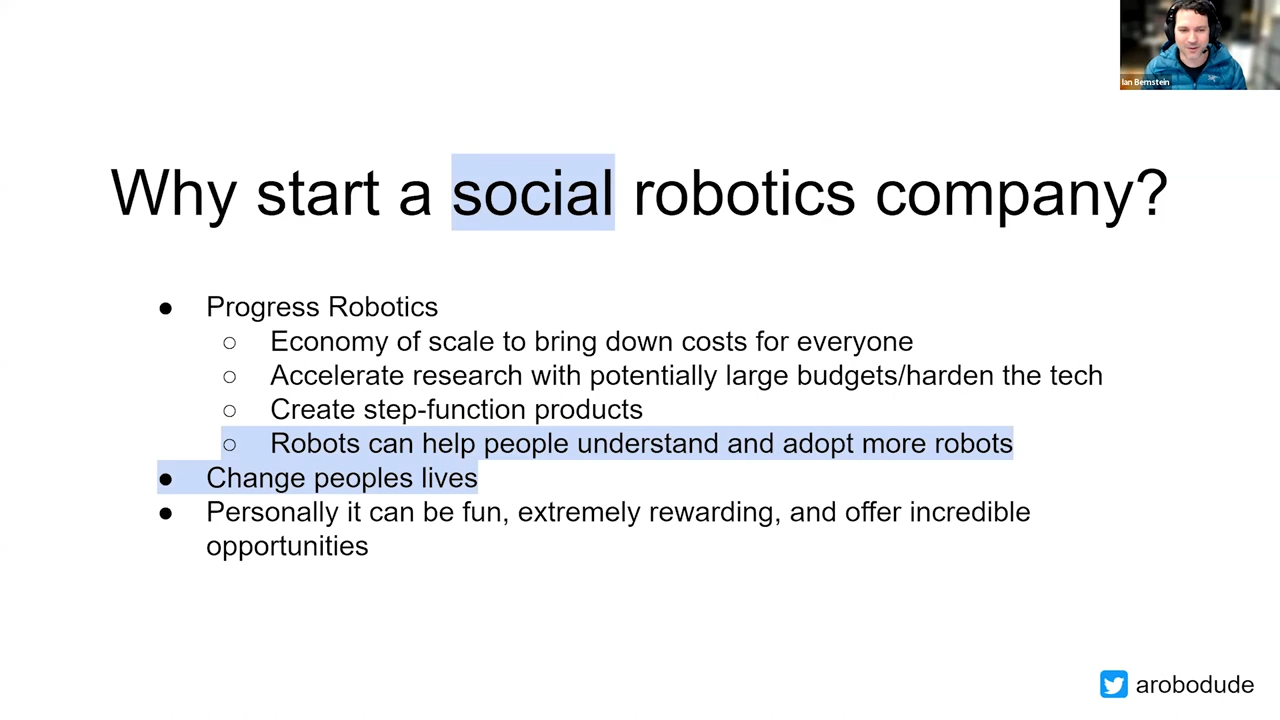 Ian Bernstein
Why start a social robotics company?
● Progress Robotics
○ Economy of scale to bring down costs for everyone
○ Accelerate research with potentially large budgets/harden the tech
○ Create step-function products
○ Robots can help people understand and adopt more robots
● Change peoples lives
● Personally it can be fun, extremely rewarding, and offer incredible
opportunities
arobodude